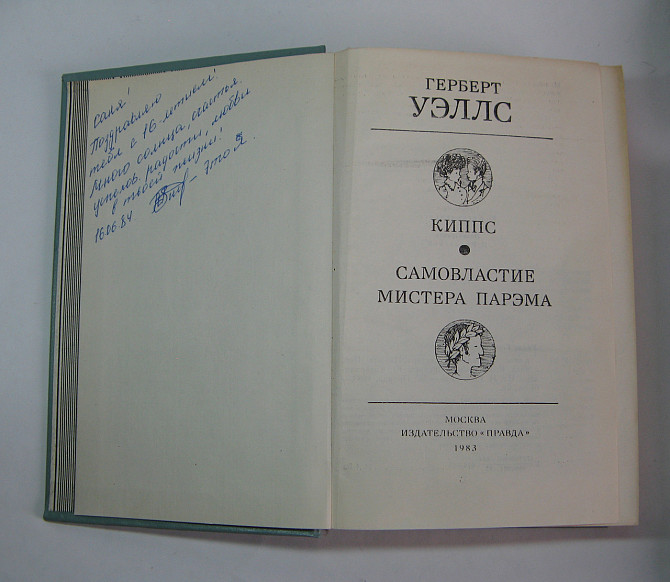 Саня!
Поздравляю
тебя с 16-летием!
Много солнца, счастья,
успехов, радости, любви
в твоей жизни!
16.06.84. Это я.
ГЕРБЕРТ
УЭЛЛС
КИППС
САМОВЛАСТИЕ
МИСТЕРА ПАРЭМА
МОСКВА
ИЗДАТЕЛЬСТВО «ПРАВДА»
1983